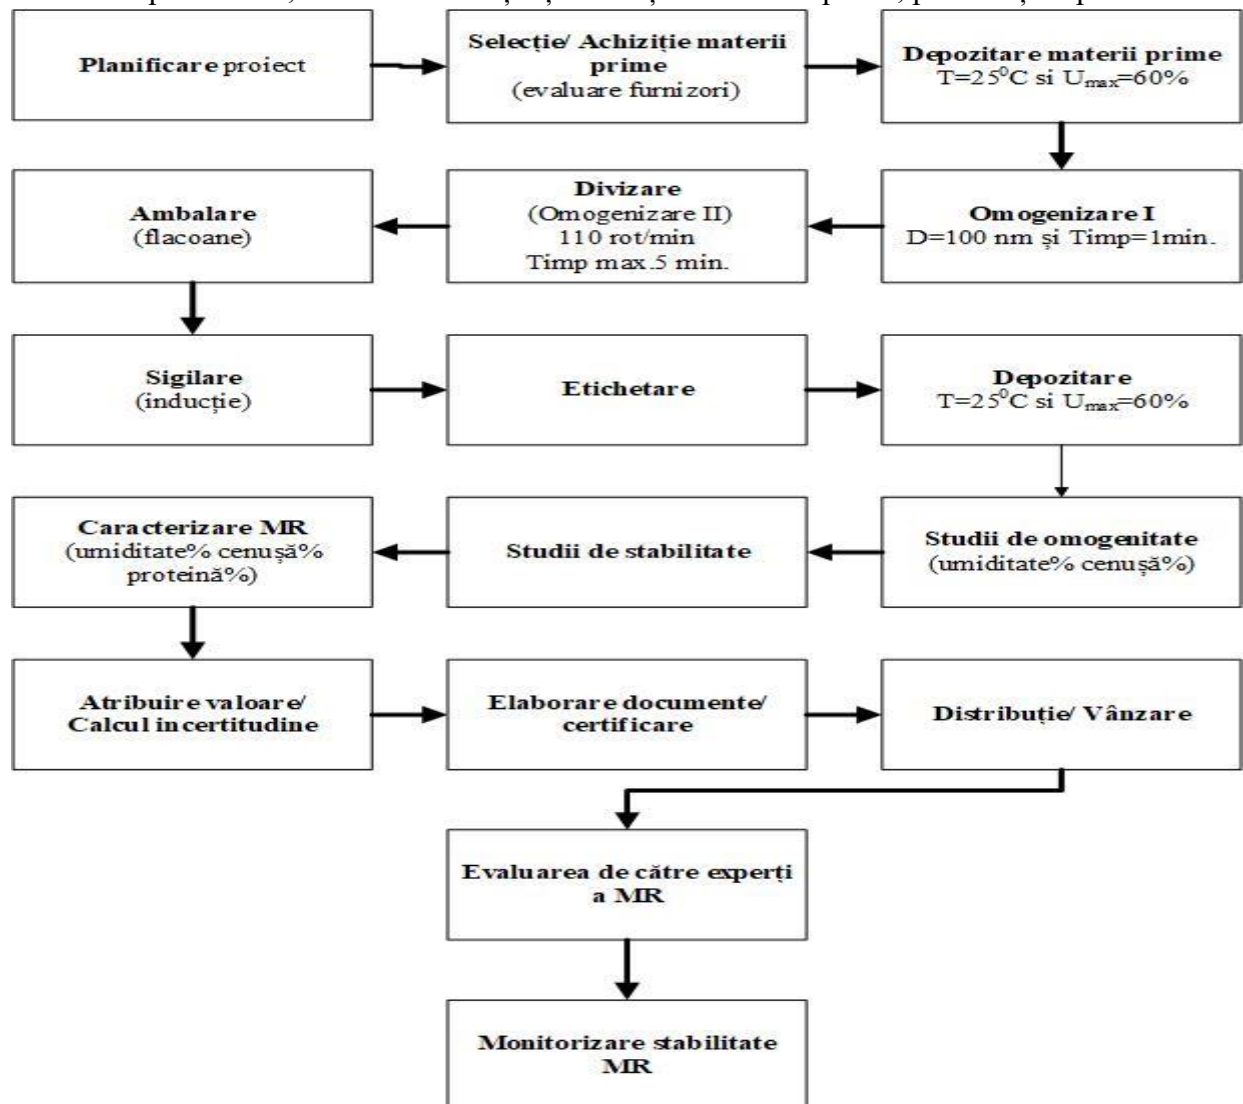 Planificare proiect
Selecție/ Achiziție materii
prime
(evaluare furnizori)
Depozitare materii prime
T=25⁰C si Umax=60%
Omogenizare I
D=100 nm și Timp=1min.
Divizare
(Omogenizare II)
110 rot/min
Timp max.5 min.
Ambalare
(flacoane)
Sigilare
(inducție)
Etichetare
Depozitare
T=25⁰C si Umax=60%
Studii de omogenitate
(umiditate% cenușă%)
Studii de stabilitate
Caracterizare MR
(umiditate% cenușă%
proteină%)
Atribuire valoare/
Calcul incertitudine
Elaborare documente/
certificare
Distribuție/ Vânzare
Evaluarea de către experți
a MR
Monitorizare stabilitate
MR